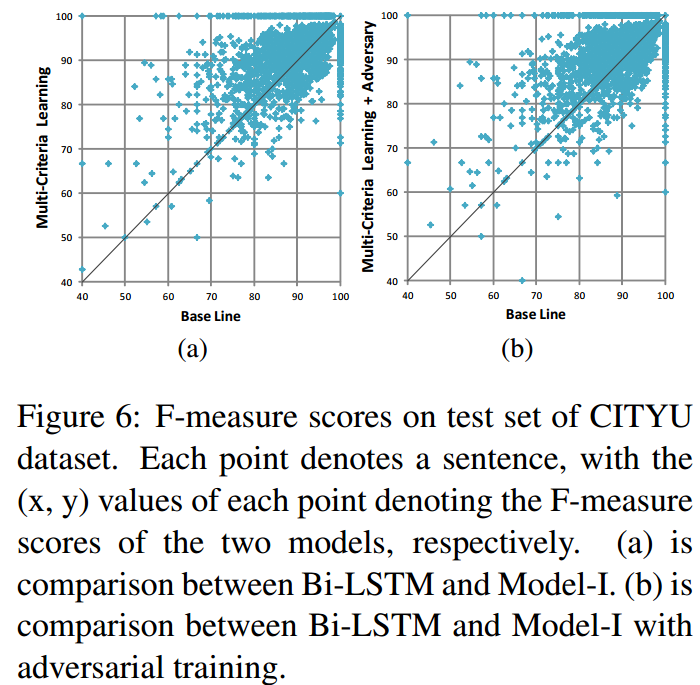 100
90
80
70
60
50
40
Multi-Criteria Learning
40 50 60 70 80 90 100
Base Line
(a)
100
90
80
70
60
50
40
Multi-Criteria Learning + Adversary
40 50 60 70 80 90 100
Base Line
(b)
Figure 6: F-measure scores on test set of CITYU
dataset. Each point denotes a sentence, with the
(x, y) values of each point denoting the F-measure
scores of the two models, respectively. (a) is
comparison between Bi-LSTM and Model-I. (b) is
comparison between Bi-LSTM and Model-I with
adversarial training.